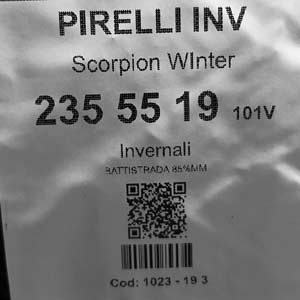 PIRELLI INV
Scorpion WInter
235 55 19 101V
Invernali
BATTISTRADA 85%MM
Cod: 1023 - 19 3